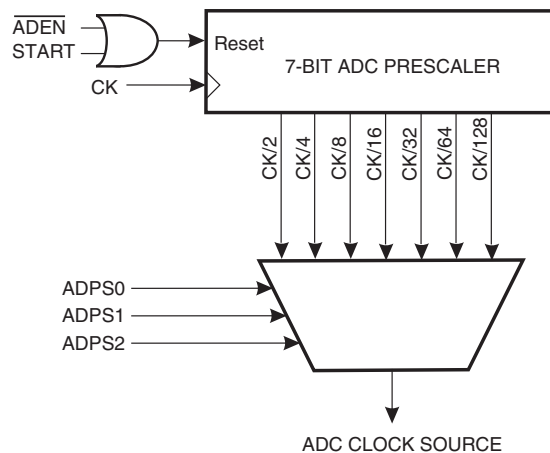 ADEN
START
Reset
7-BIT ADC PRESCALER
CK
CK/2
CK/4
CK/8
CK/16
CK/32
CK/64
CK/128
ADPS0
ADPS1
ADPS2
ADC CLOCK SOURCE